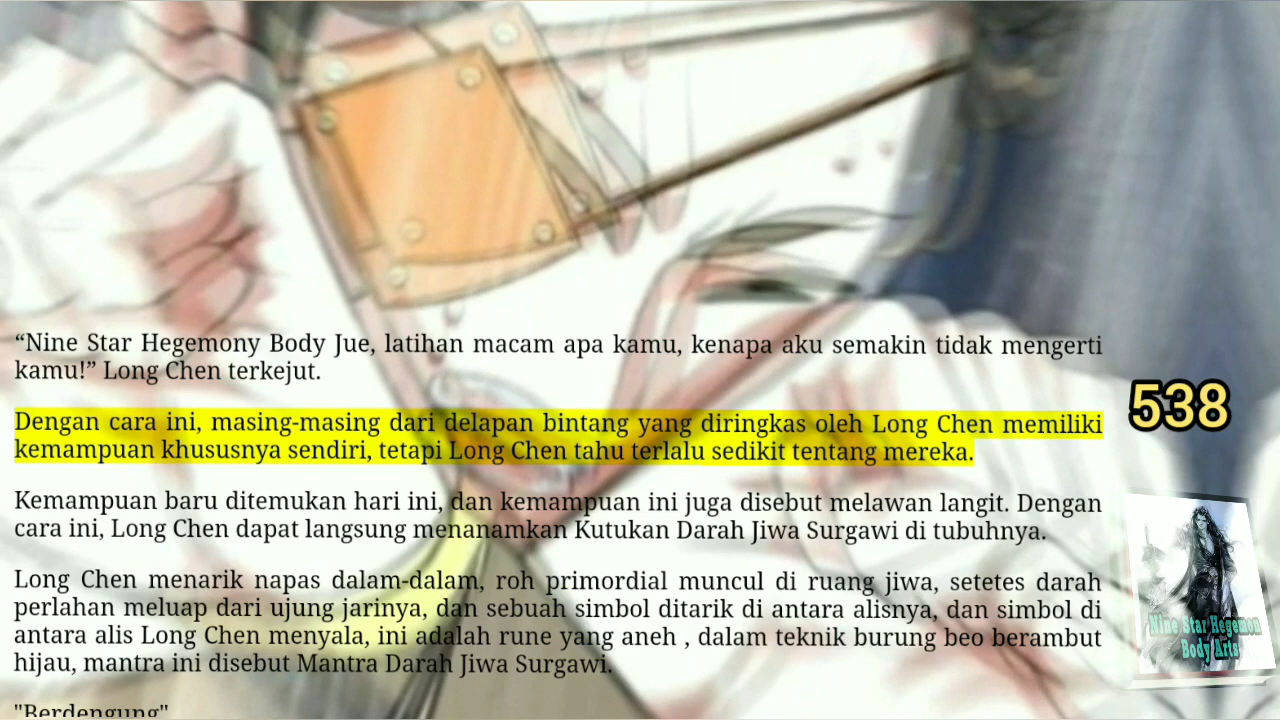 “Nine Star Hegemony Body Jue, latihan macam apa kamu, kenapa aku semakin tidak mengerti
kamu!” Long Chen terkejut.
Dengan cara ini, masing-masing dari delapan bintang yang diringkas oleh Long Chen memiliki
kemampuan khususnya sendiri, tetapi Long Chen tahu terlalu sedikit tentang mereka.
538
Kemampuan baru ditemukan hari ini, dan kemampuan ini juga disebut melawan langit. Dengan
cara ini, Long Chen dapat langsung menanamkan Kutukan Darah Jiwa Surgawi di tubuhnya.
Long Chen menarik napas dalam-dalam, roh primordial muncul di ruang jiwa, setetes darah
perlahan meluap dari ujung jarinya, dan sebuah simbol ditarik di antara alisnya, dan simbol di
antara alis Long Chen menyala, ini adalah rune yang aneh , dalam teknik burung beo berambut
hijau, mantra ini disebut Mantra Darah Jiwa Surgawi.
Nine Star Hegemon
Body Arts
"Berdengung"